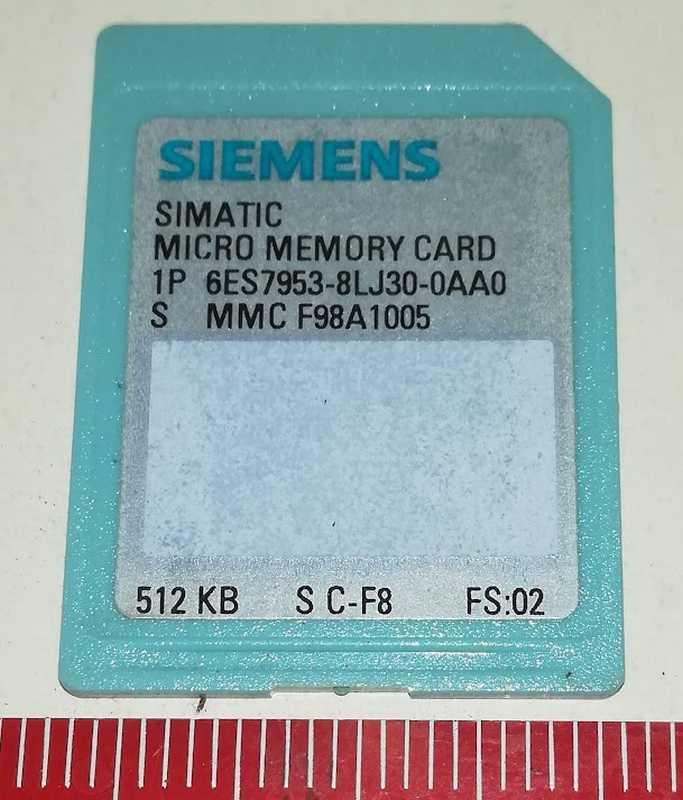 SIEMENS
SIMATIC
MICRO MEMORY CARD
1P 6ES7953-8LJ30-0AA0
S MMC F98A1005
512 KB S C-F8 FS:02